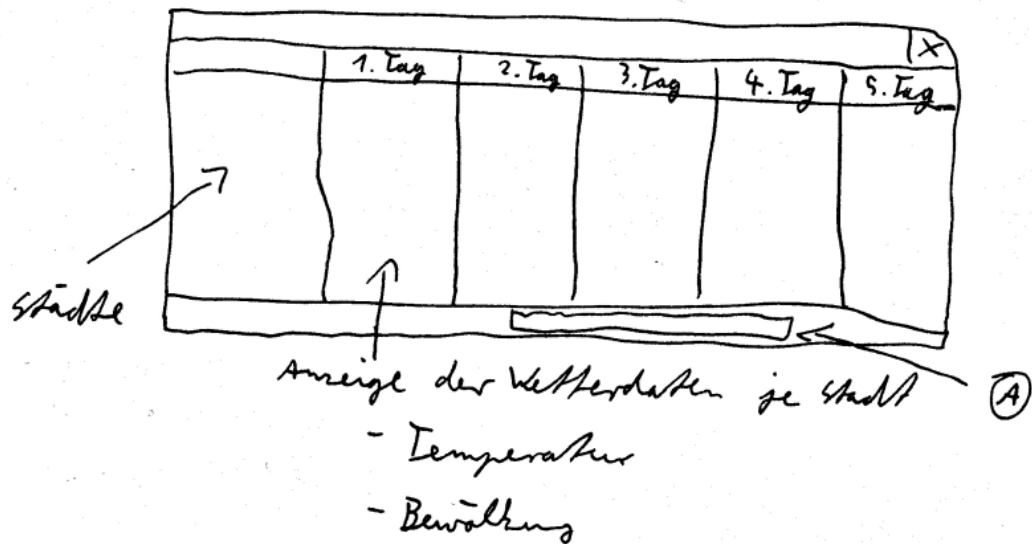 X
1. Tag 2. Tag 3. Tag 4. Tag 5. Tag
Städte
Anzeige der Wetterdaten je Stadt
A
- Temperatur
- Bewölkung